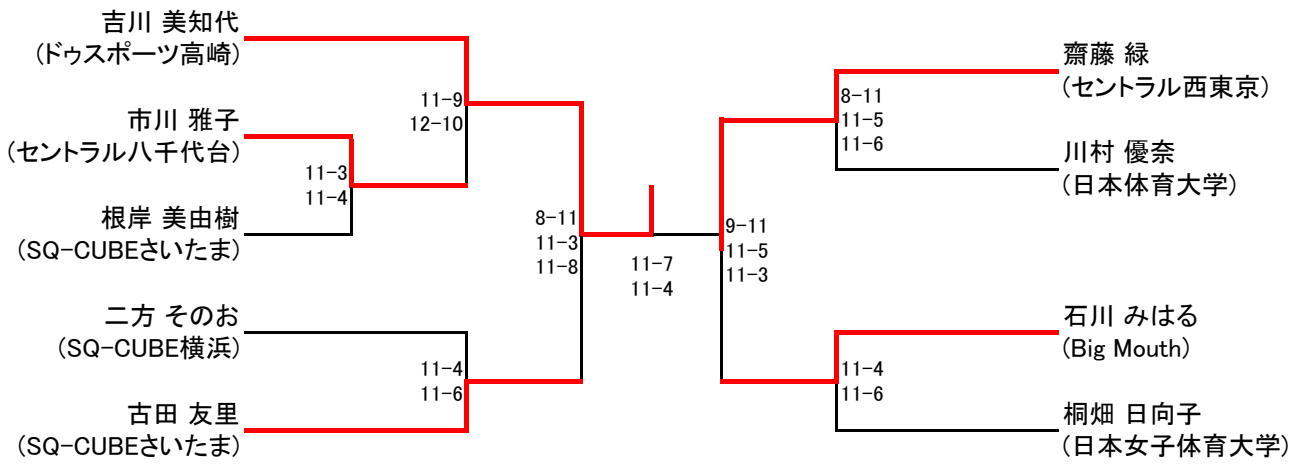 吉川 美知代
(ドゥスポーツ高崎)
市川 雅子
(セントラル八千代台)
根岸 美由樹
(SQ-CUBEさいたま)
二方 そのお
(SQ-CUBE横浜)
古田 友里
(SQ-CUBEさいたま)
11-9
12-10
11-3
11-4
11-4
11-6
8-11
11-3
11-8
11-7
11-4
9-11
11-5
11-3
8-11
11-5
11-6
11-4
11-6
齋藤 緑
(セントラル西東京)
川村 優奈
(日本体育大学)
石川 みはる
(Big Mouth)
桐畑 日向子
(日本女子体育大学)